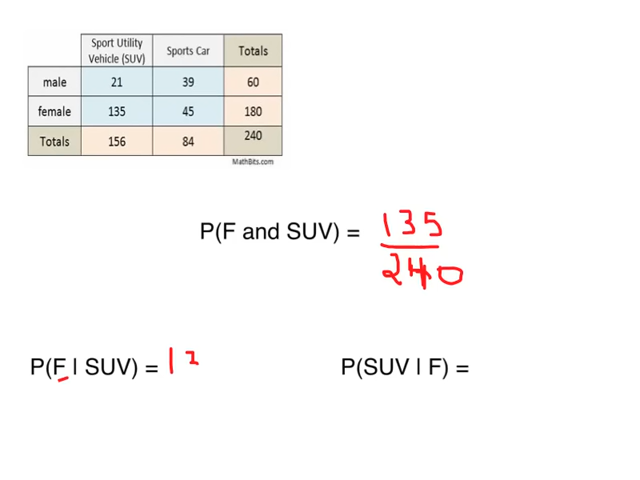 Sport Utility Vehicle (SUV) Sports Car Totals
male 21 39 60
female 135 45 180
Totals 156 84 240
MathBits.com
P(F and SUV) = 135
240
P(F | SUV) = 13 P(SUV | F) =